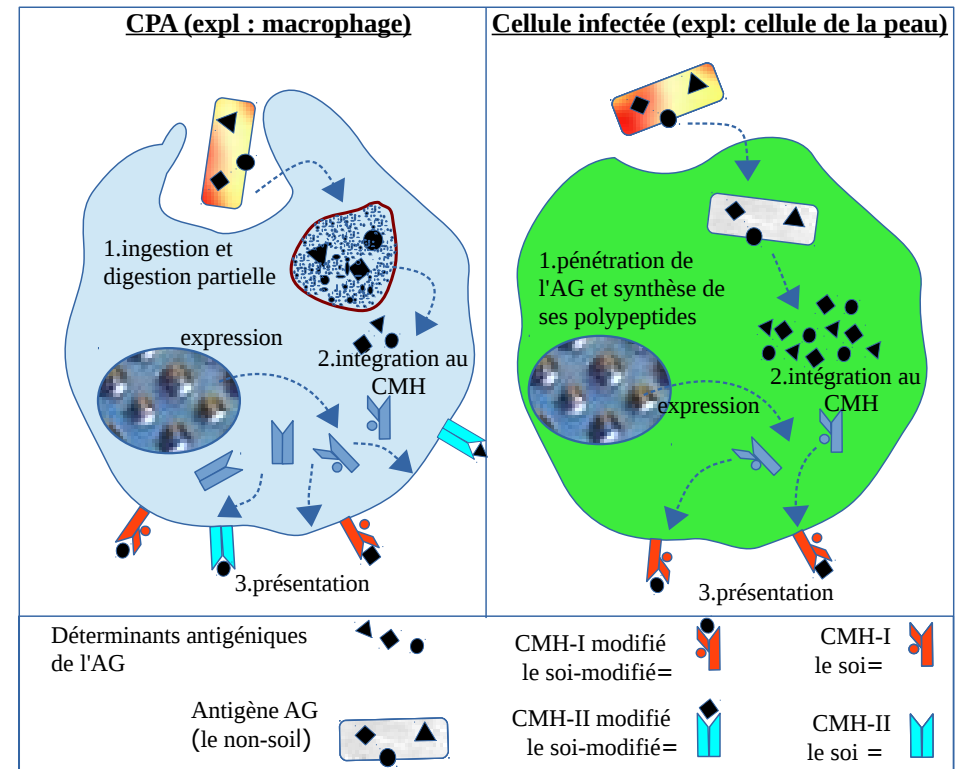 CPA (expl : macrophage)
1.ingestion et
digestion partielle
expression
2.intégration au
CMH
3.présentation
Cellule infectée (expl: cellule de la peau)
1.pénétration de
l'AG et synthèse de
ses polypeptides
2.intégration au
CMH
expression
3.présentation
Déterminants antigéniques
de l'AG
Antigène AG
(le non-soil)
CMH-I modifié
le soi-modifié=
CMH-II modifié
le soi-modifié=
CMH-I
le soi=
CMH-II
le soi =